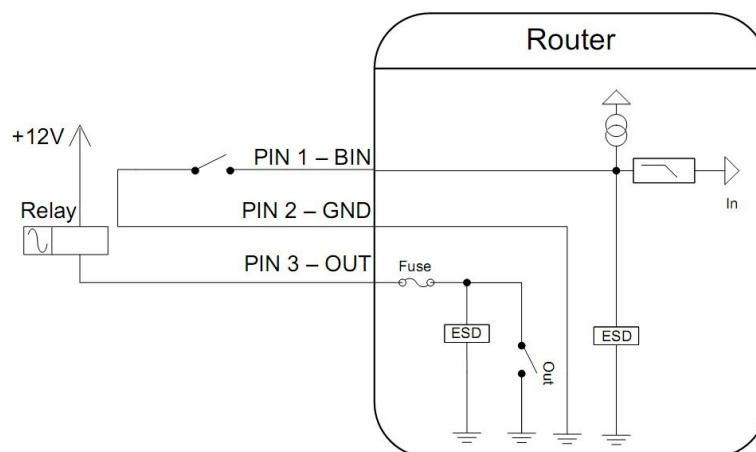 Router
+12V
PIN 1 – BIN
In
Relay
PIN 2 – GND
PIN 3 – OUT
Fuse
ESD
ESD
Out